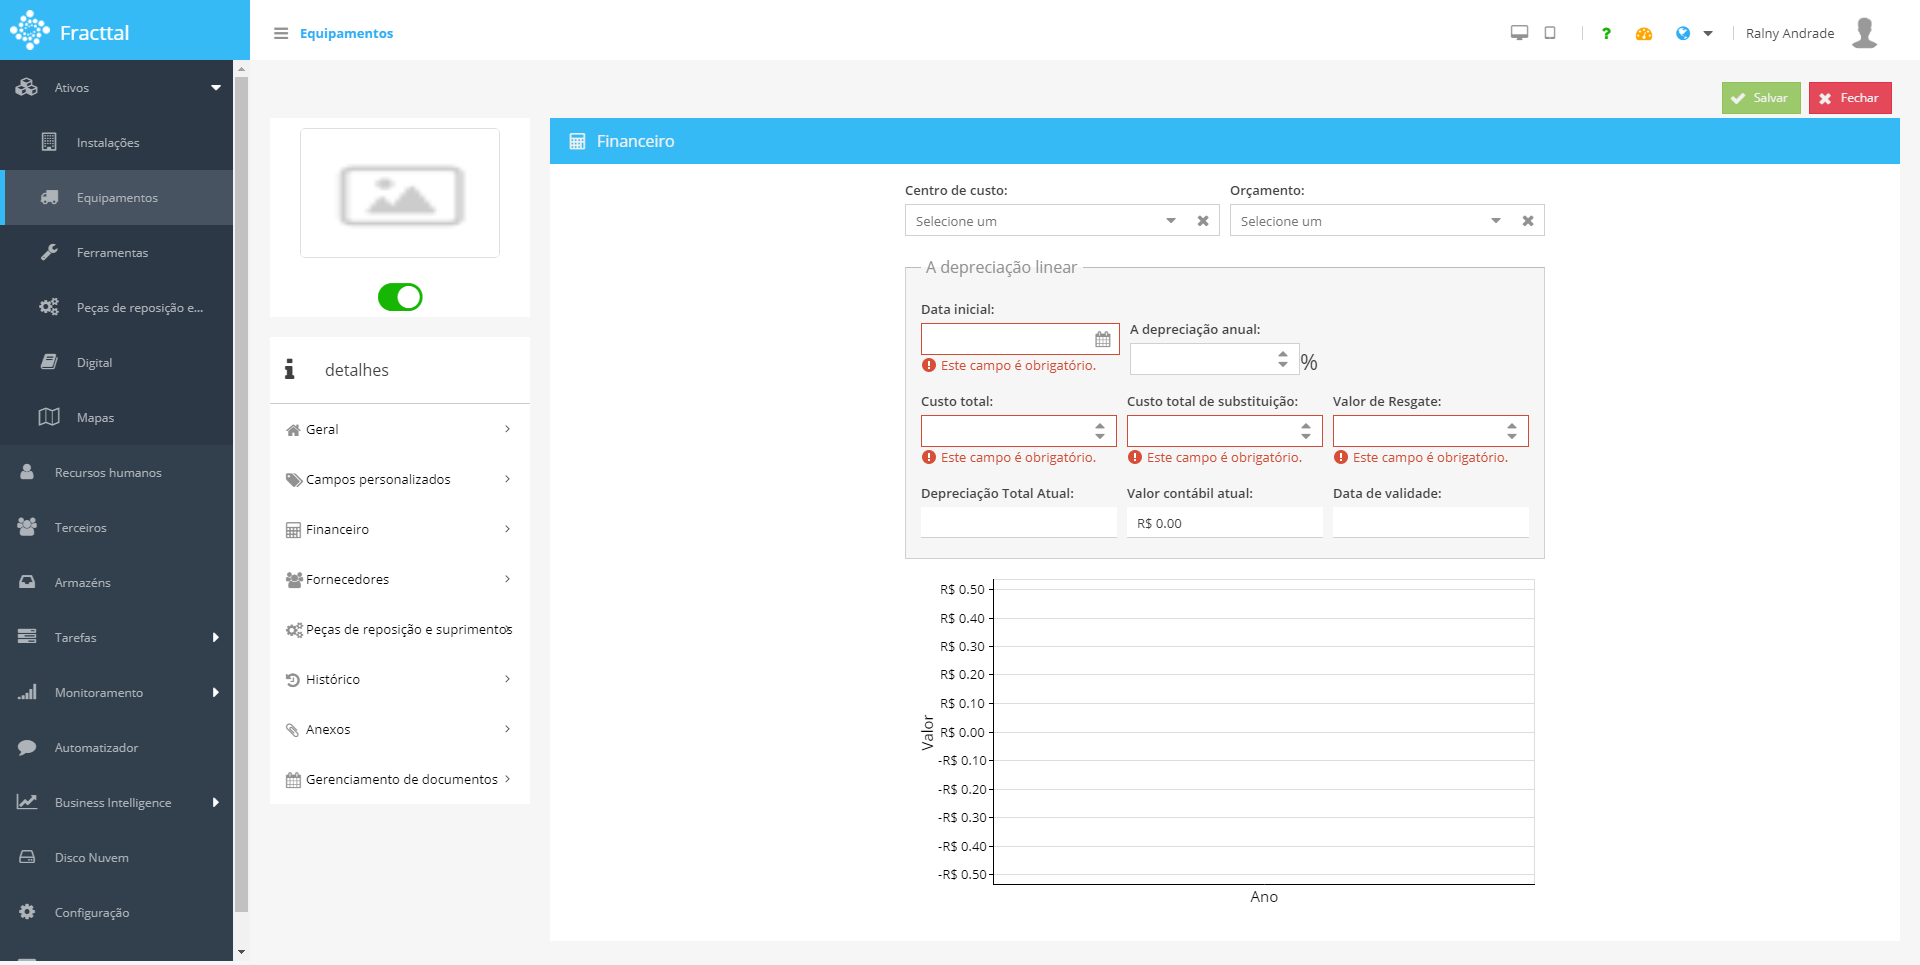 Fracttal
Equipamentos
?
Ralny Andrade
Ativos
Instalações
Equipamentos
Ferramentas
Peças de reposição e...
Digital
Mapas
Recursos humanos
Terceiros
Armazéns
Tarefas
Monitoramento
Automatizador
Business Intelligence
Disco Nuvem
Configuração
detalhes
Geral
Campos personalizados
Financeiro
Fornecedores
Peças de reposição e suprimentos
Histórico
Anexos
Gerenciamento de documentos
Salvar
Fechar
Financeiro
Centro de custo:
Orçamento:
Selecione um
Selecione um
A depreciação linear
Data inicial:
A depreciação anual:
%
Este campo é obrigatório.
Custo total:
Custo total de substituição:
Valor de Resgate:
Este campo é obrigatório.
Este campo é obrigatório.
Este campo é obrigatório.
Depreciação Total Atual:
Valor contábil atual:
Data de validade:
R$ 0.00
R$ 0.50
R$ 0.40
R$ 0.30
R$ 0.20
R$ 0.10
R$ 0.00
-R$ 0.10
-R$ 0.20
-R$ 0.30
-R$ 0.40
-R$ 0.50
Valor
Ano